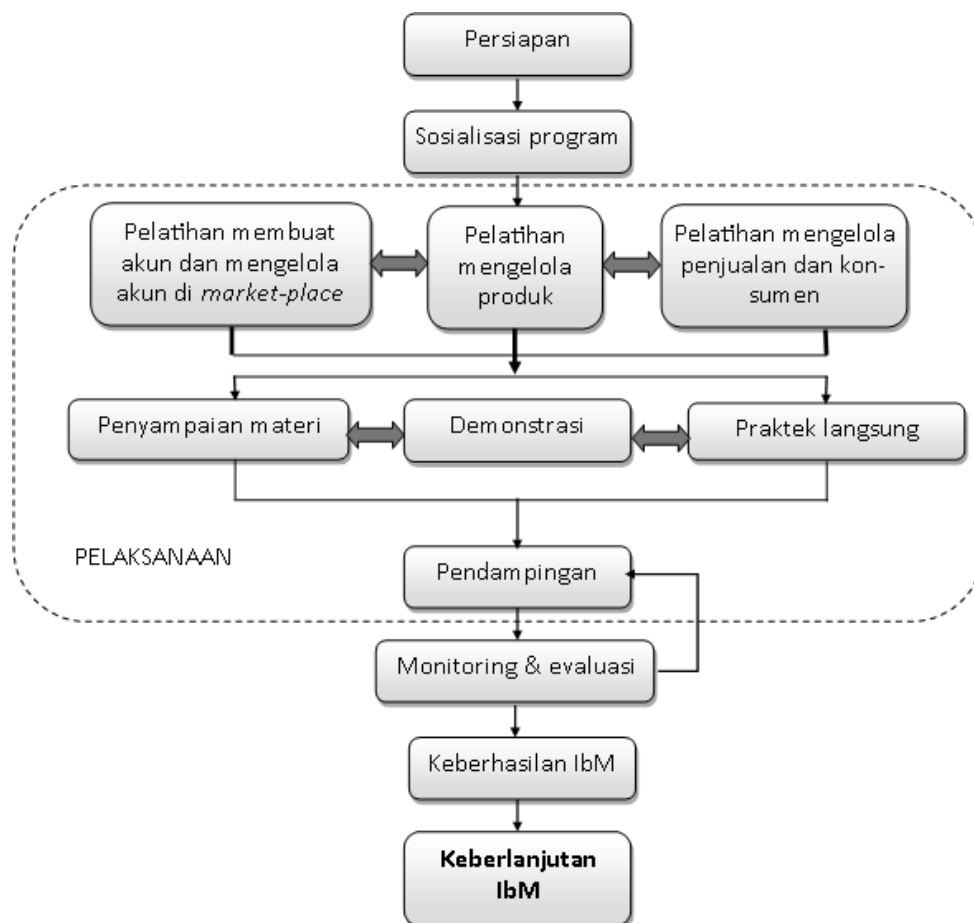 Persiapan
Sosialisasi program
Pelatihan membuat
akun dan mengelola
akun di market-place
Pelatihan
mengelola
produk
Pelatihan mengelola
penjualan dan kon-
sumen
Penyampaian materi
Demonstrasi
Praktek langsung
PELAKSANAAN
Pendampingan
Monitoring & evaluasi
Keberhasilan IbM
Keberlanjutan
IbM